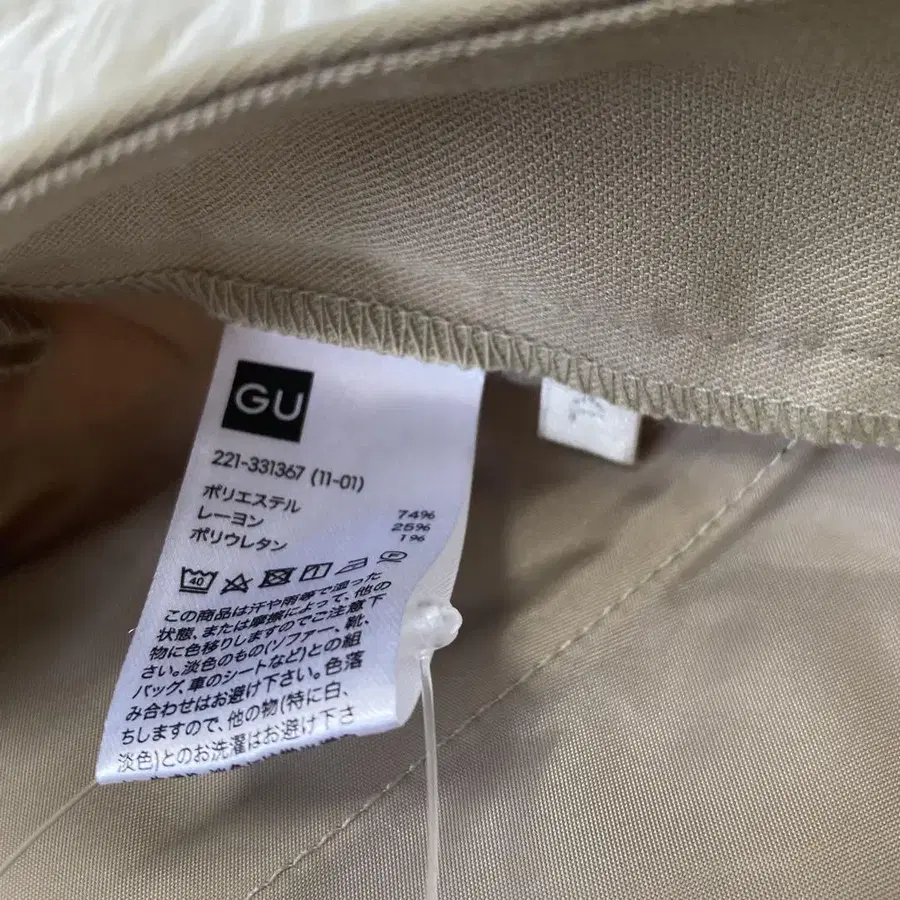 GU
221-331367 (11-01)
ポリエステル 74%
レーヨン 25%
ポリウレタン 1%
40
この商品は汗や雨等で湿った
状態、または摩擦によって、他の
物に色移りしますのでご注意下
さい。淡色のもの(ソファー、靴、
バッグ、車のシートなど)との組
み合わせはお避け下さい。色落
ちしますので、他の物(特に白、
淡色)とのお洗濯はお避け下さ